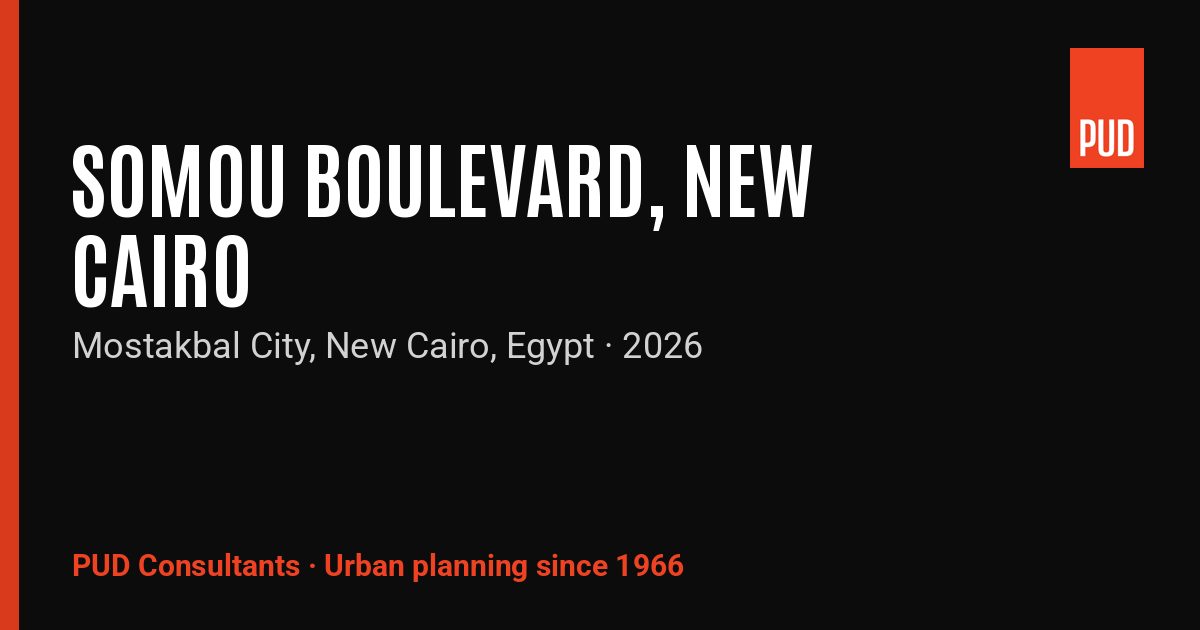 PUD
SOMOU BOULEVARD, NEW
CAIRO
Mostakbal City, New Cairo, Egypt · 2026
PUD Consultants · Urban planning since 1966